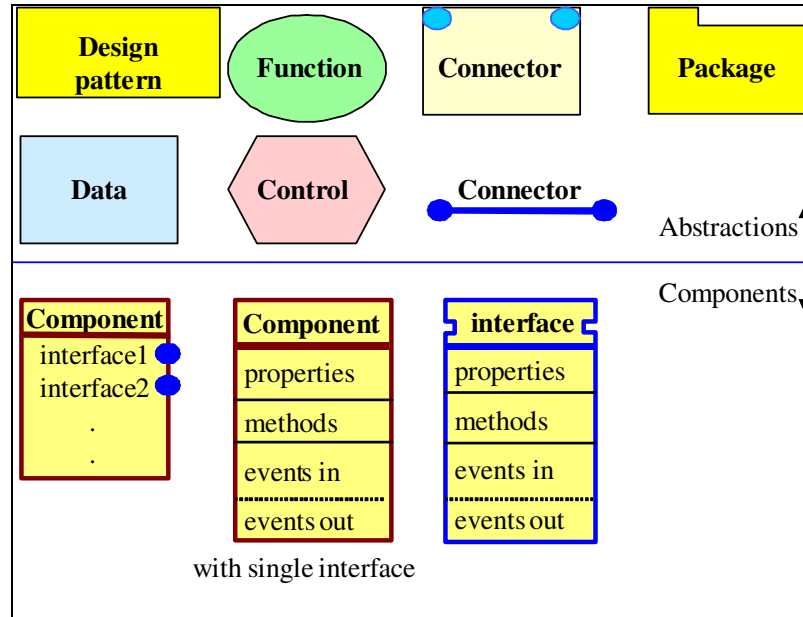 Design
pattern
Function
Connector
Package
Data
Control
Connector
Abstractions
Components
Component
interface1
interface2
.
.
Component
properties
methods
events in
events out
with single interface
interface
properties
methods
events in
events out